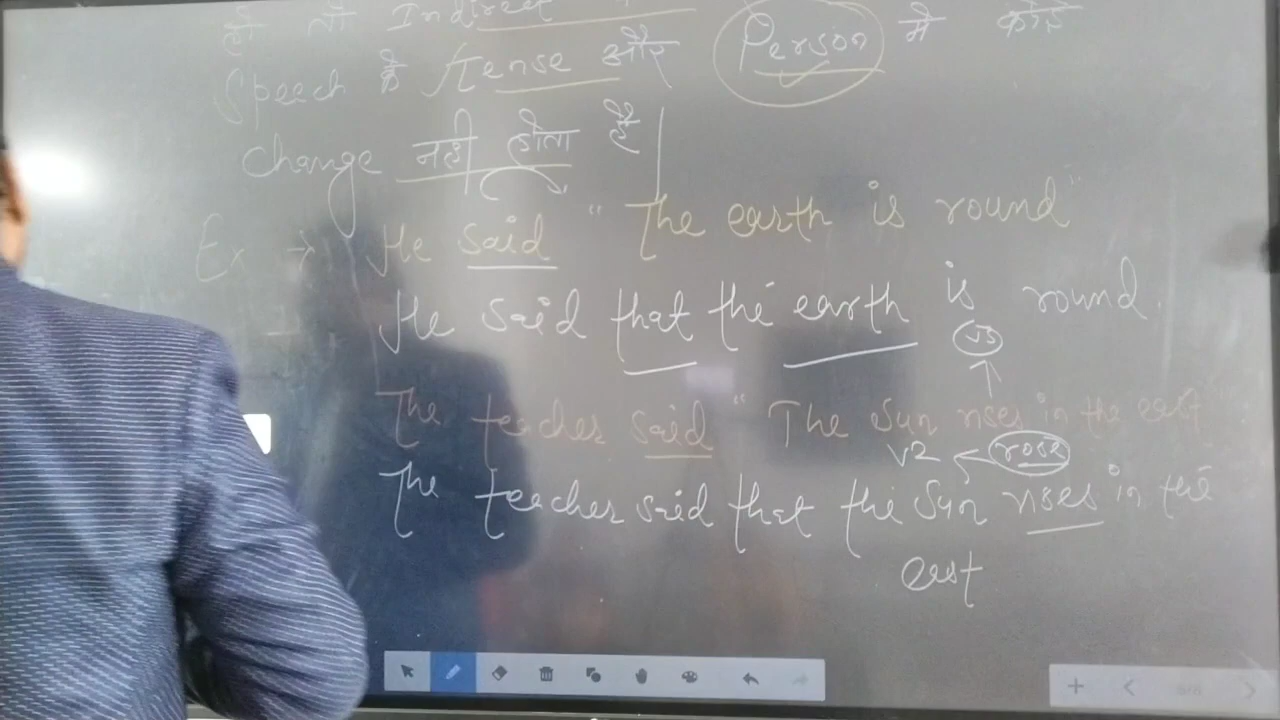 हो तो Indirect
Speech के Tense और Person में कोई
change नही होता है
Ex → He said "The earth is round"
He said that the earth is round.
The teacher said "The Sun rises in the east"
V2 ← rose
The teacher said that the Sun rises in the
east